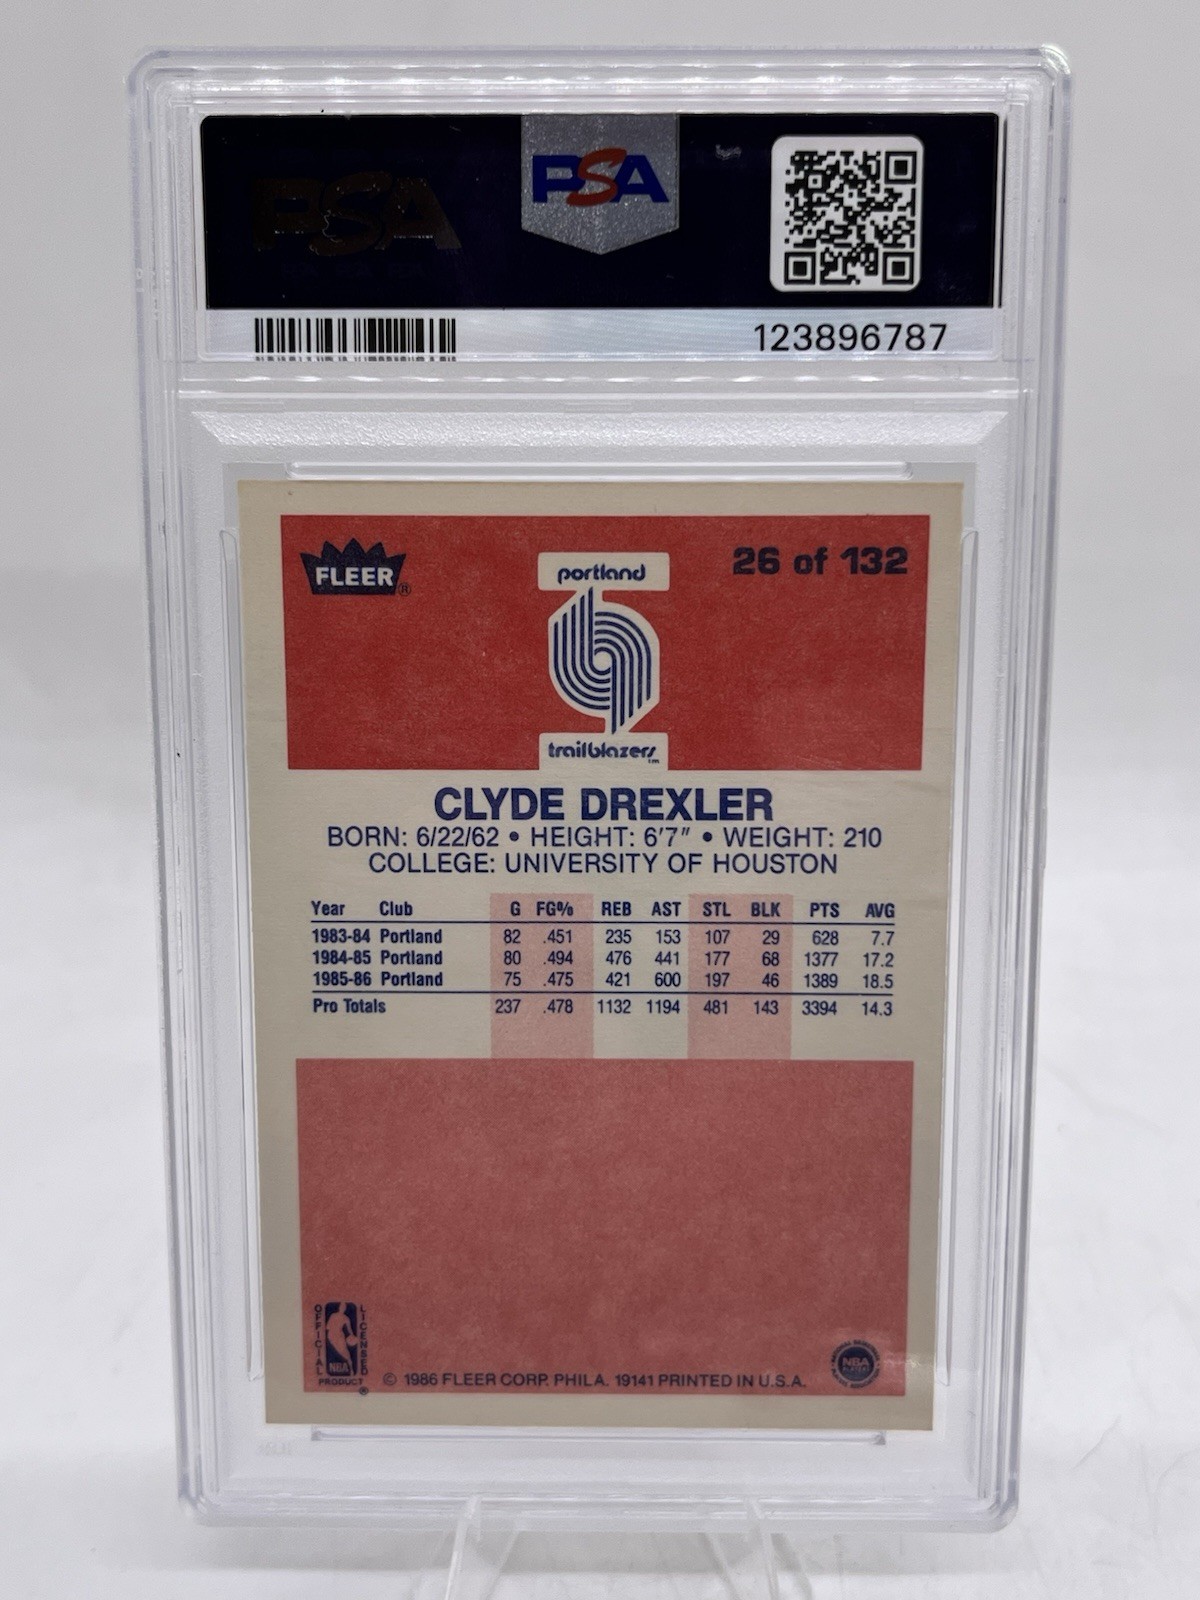 PSA
PSA
123896787
FLEER®
26 of 132
portland
trailblazers™
CLYDE DREXLER
BORN: 6/22/62 • HEIGHT: 6'7" • WEIGHT: 210
COLLEGE: UNIVERSITY OF HOUSTON
Year Club G FG% REB AST STL BLK PTS AVG
1983-84 Portland 82 .451 235 153 107 29 628 7.7
1984-85 Portland 80 .494 476 441 177 68 1377 17.2
1985-86 Portland 75 .475 421 600 197 46 1389 18.5
Pro Totals 237 .478 1132 1194 481 143 3394 14.3
OFFICIAL LICENSED
NBA
PRODUCT ®
© 1986 FLEER CORP. PHILA. 19141 PRINTED IN U.S.A.
NBA
PLAYERS